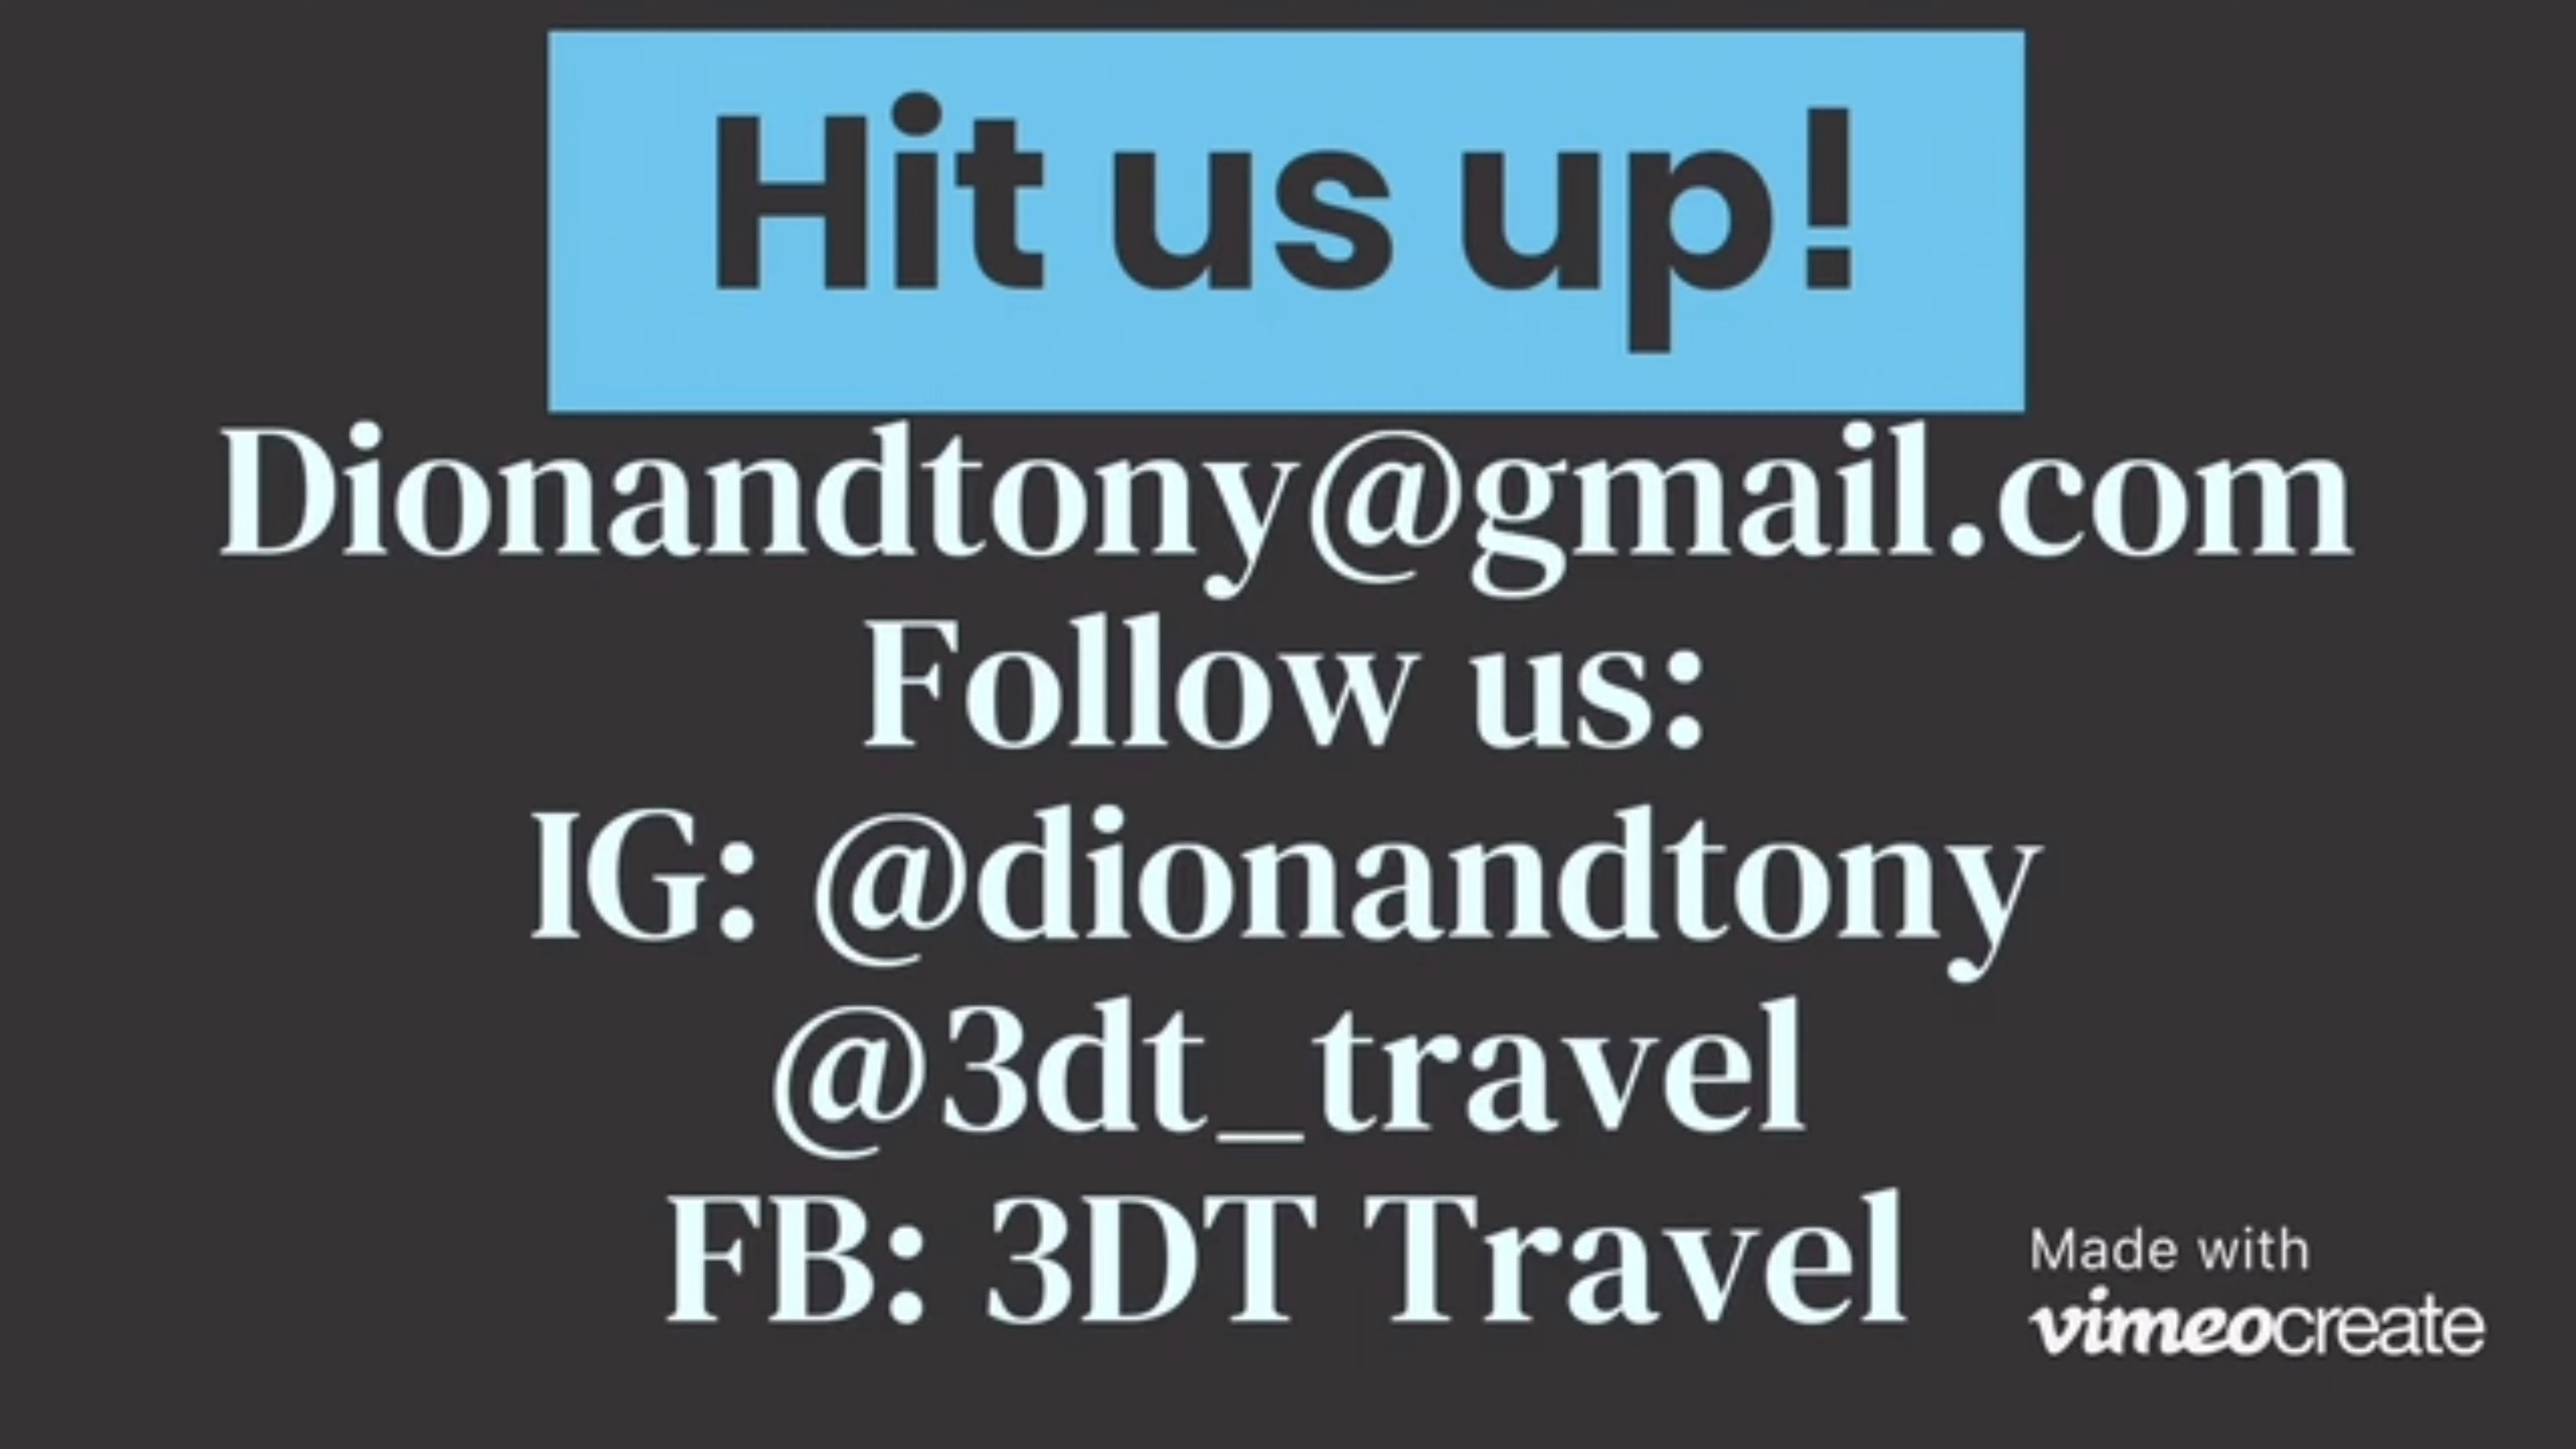 Hit us up!
Dionandtony@gmail.com
Follow us:
IG: @dionandtony
@3dt_travel
FB: 3DT Travel
Made with
vimeocreate